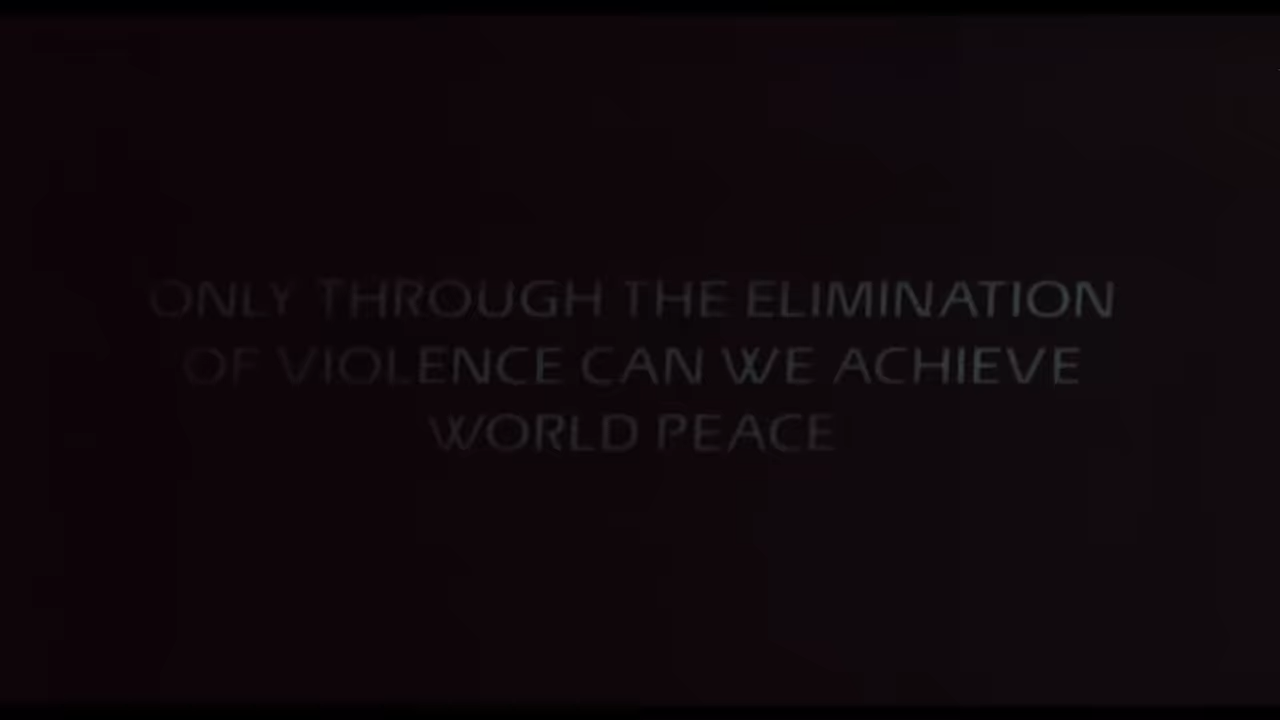 ONLY THROUGH THE ELIMINATION
OF VIOLENCE CAN WE ACHIEVE
WORLD PEACE